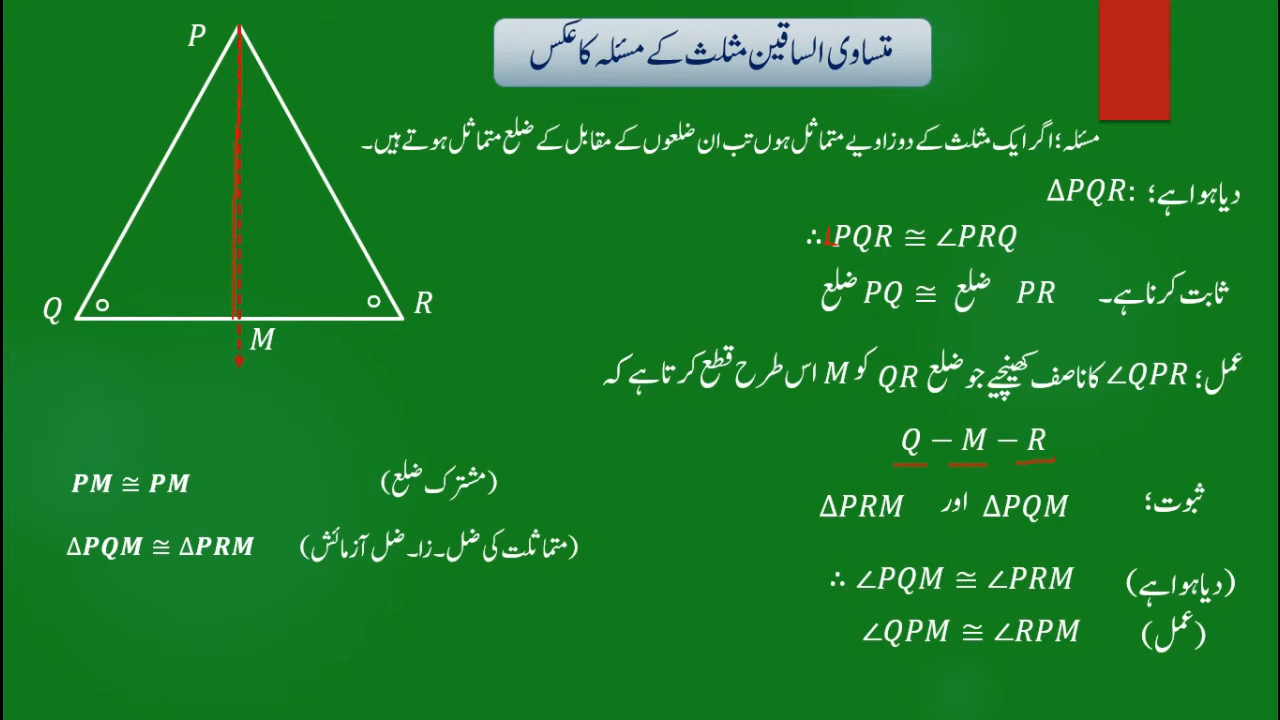 متساوی الساقین مثلث کے مسئلہ کا عکس
مسئلہ؛ اگر ایک مثلث کے دو زاویے متماثل ہوں تب ان ضلعوں کے مقابل کے ضلع متماثل ہوتے ہیں۔
دیا ہوا ہے؛ ΔPQR:
∴ ∠PQR ≅ ∠PRQ
ثابت کرنا ہے۔ PR ضلع ≅ PQ ضلع
عمل؛ ∠QPR کا ناصف کھینچیے جو ضلع QR کو M اس طرح قطع کرتا ہے کہ
Q − M − R
ثبوت؛ ΔPQM اور ΔPRM
∴ ∠PQM ≅ ∠PRM (دیا ہوا ہے)
∠QPM ≅ ∠RPM (عمل)
PM ≅ PM (مشترک ضلع)
ΔPQM ≅ ΔPRM (متماثلت کی ضل۔زا۔ضل آزمائش)
P
Q
R
M